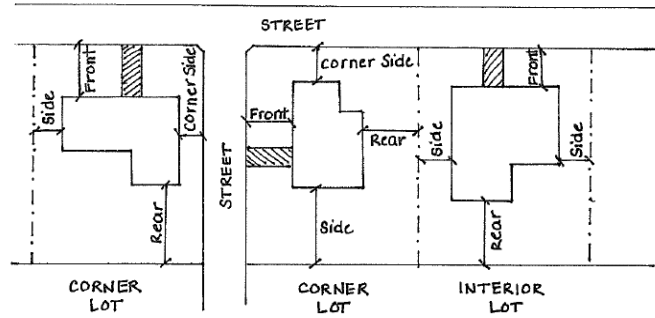 STREET
Front
Side
Corner Side
Rear
CORNER
LOT
STREET
corner Side
Front
Rear
Side
CORNER
LOT
Front
Side
Side
Rear
INTERIOR
LOT